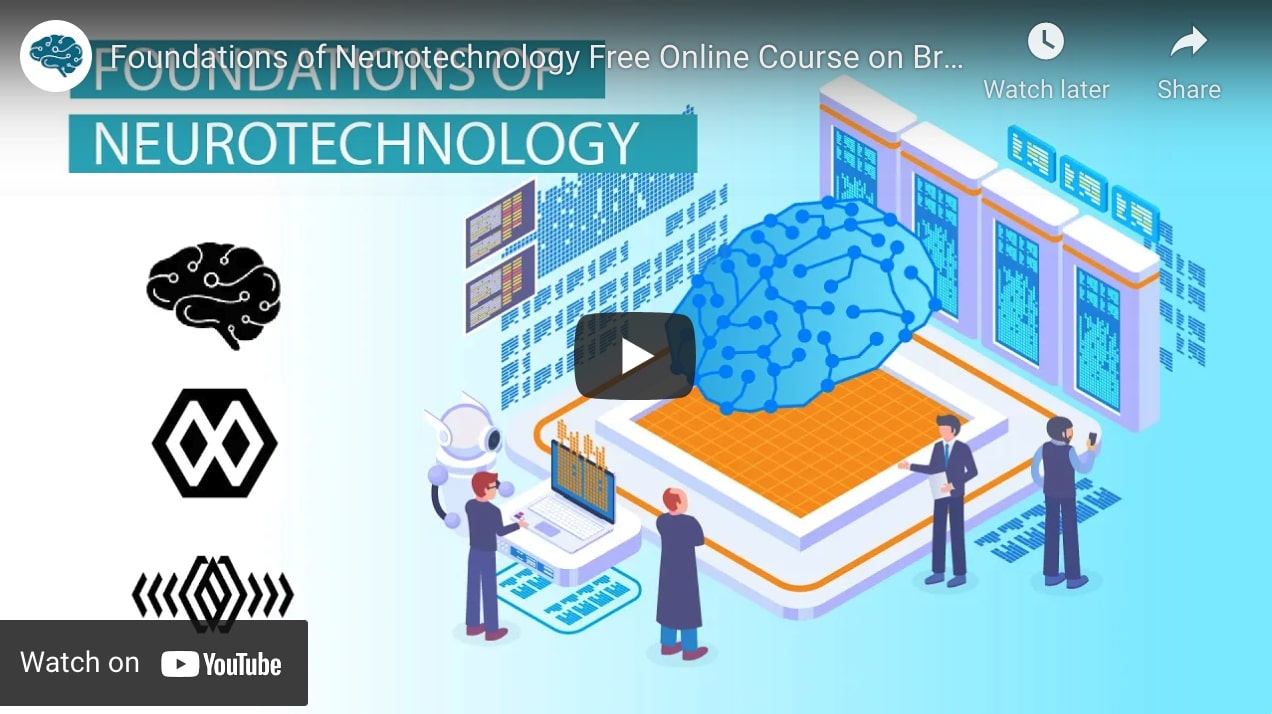 Foundations of Neurotechnology Free Online Course on Br...
Watch later
Share
FOUNDATIONS OF
NEUROTECHNOLOGY
Watch on YouTube